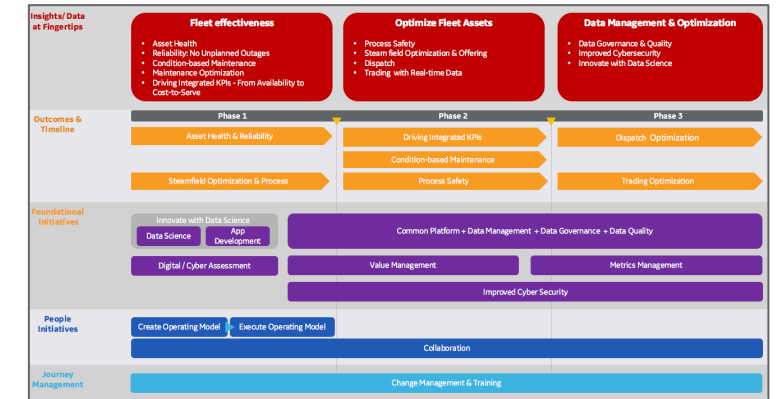 Insights/ Data
at Fingertips
Fleet effectiveness
• Asset Health
• Reliability: No Unplanned Outages
• Condition-based Maintenance
• Maintenance Optimization
• Driving Integrated KPIs - From Availability to
Cost-to-Serve
Optimize Fleet Assets
• Process Safety
• Steam field Optimization & Offering
• Dispatch
• Trading with Real-time Data
Data Management & Optimization
• Data Governance & Quality
• Improved Cybersecurity
• Innovate with Data Science
Outcomes &
Timeline
Phase 1
Phase 2
Phase 3
Asset Health & Reliability
Driving Integrated KPIs
Dispatch Optimization
Condition-based Maintenance
Steamfield Optimization & Process
Process Safety
Trading Optimization
Foundational
Initiatives
Innovate with Data Science
Data Science
App
Development
Common Platform + Data Management + Data Governance + Data Quality
Digital / Cyber Assessment
Value Management
Metrics Management
Improved Cyber Security
People
Initiatives
Create Operating Model
Execute Operating Model
Collaboration
Journey
Management
Change Management & Training